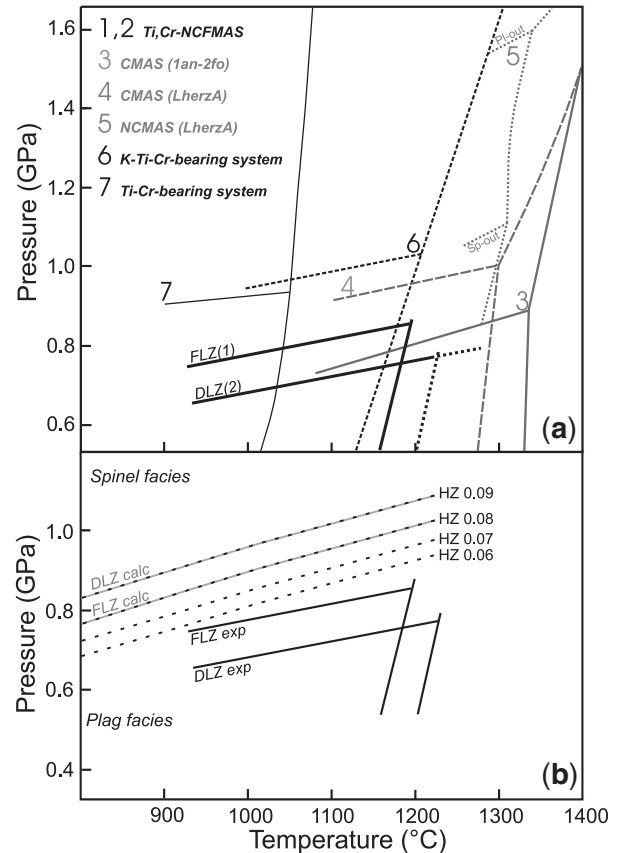 1.6
1.4
1.2
1.0
0.8
0.6
Pressure (GPa)
1,2 Ti,Cr-NCFMAS
3 CMAS (1an-2fo)
4 CMAS (LherzA)
5 NCMAS (LherzA)
6 K-Ti-Cr-bearing system
7 Ti-Cr-bearing system
Pl-out
5
Sp-out
6
4
7
3
FLZ(1)
DLZ(2)
(a)
Spinel facies
1.0
0.8
0.6
0.4
Pressure (GPa)
HZ 0.09
HZ 0.08
HZ 0.07
HZ 0.06
DLZ calc
FLZ calc
FLZ exp
DLZ exp
Plag facies
(b)
900 1000 1100 1200 1300 1400
Temperature (°C)